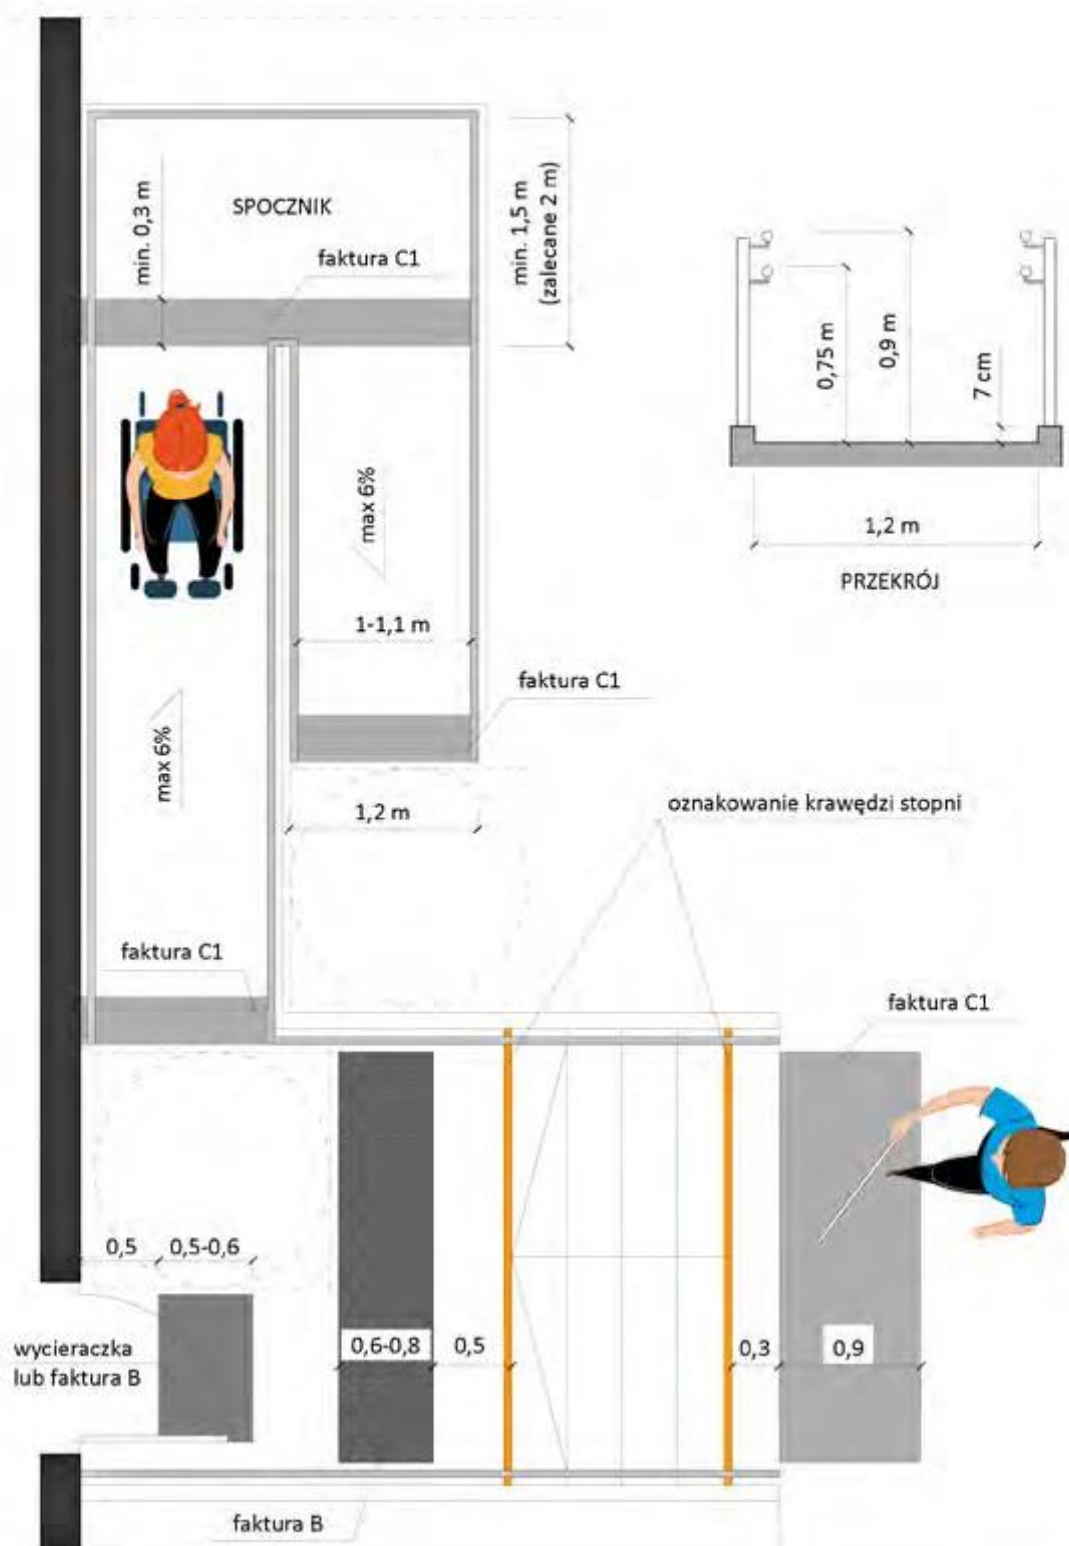 SPOCZNIK
min. 0,3 m
faktura C1
min. 1,5 m
(zalecane 2 m)
0,75 m
0,9 m
7 cm
1,2 m
PRZEKRÓJ
max 6%
1-1,1 m
faktura C1
max 6%
1,2 m
oznakowanie krawędzi stopni
faktura C1
faktura C1
0,5
0,5-0,6
wycieraczka
lub faktura B
0,6-0,8
0,5
0,3
0,9
faktura B